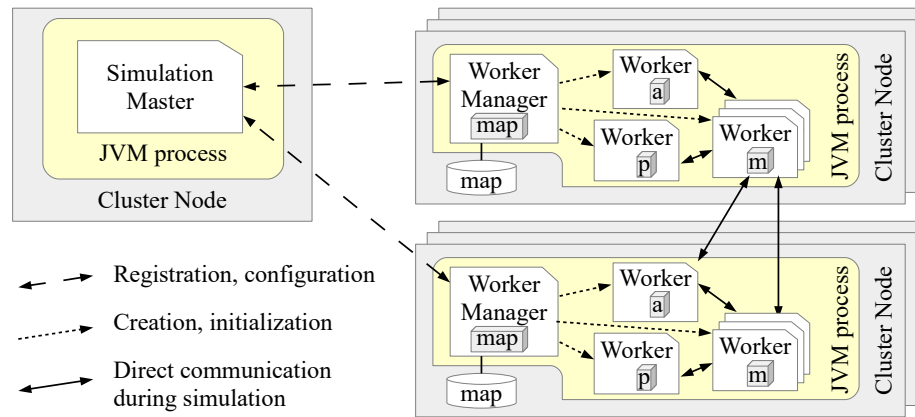 Simulation
Master
JVM process
Cluster Node
Worker
Manager
map
map
Worker
a
Worker
p
Worker
m
JVM process
Cluster Node
Worker
Manager
map
map
Worker
a
Worker
p
Worker
m
JVM process
Cluster Node
Registration, configuration
Creation, initialization
Direct communication
during simulation